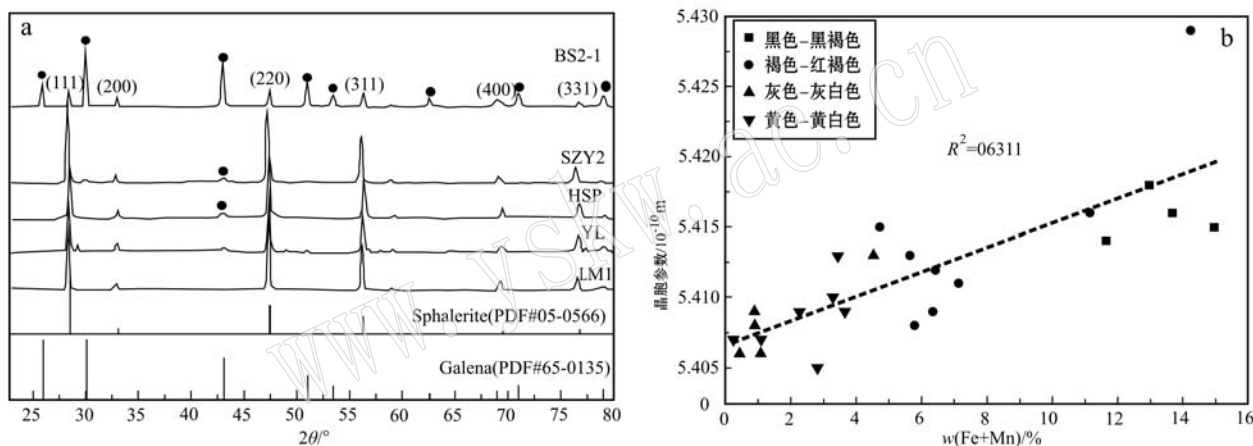 a
BS2-1
(111)
(200)
(220)
(311)
(400)
(331)
SZY2
HSP
YL
LM1
Sphalerite(PDF#05-0566)
Galena(PDF#65-0135)
25 30 35 40 45 50 55 60 65 70 75 80
2θ/°
b
5.430
5.425
5.420
5.415
5.410
5.405
0
晶胞参数/10⁻¹⁰m
黑色-黑褐色
褐色-红褐色
灰色-灰白色
黄色-黄白色
R²=06311
0 2 4 6 8 10 12 14 16
w(Fe+Mn)/%
www.yskw.ac.cn